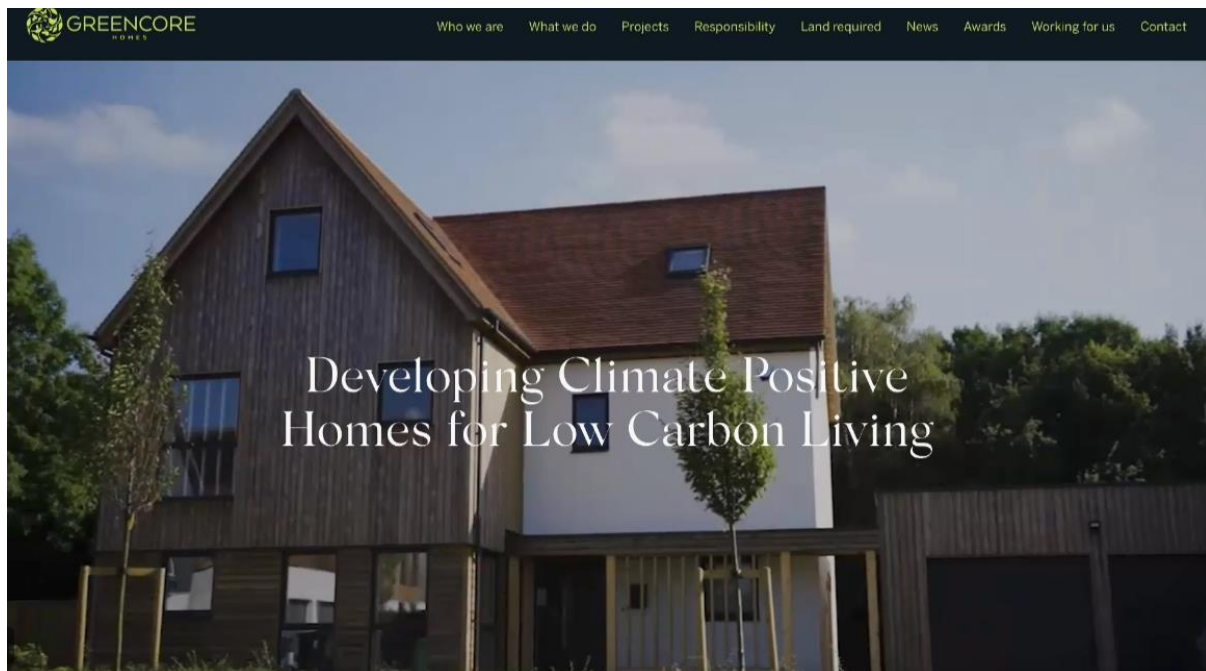 GREENCORE
HOMES
Who we are What we do Projects Responsibility Land required News Awards Working for us Contact
Developing Climate Positive
Homes for Low Carbon Living